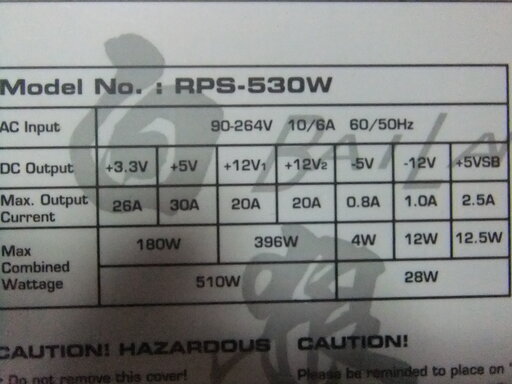 Model No. : RPS-530W
AC Input 90-264V 10/6A 60/50Hz
DC Output +3.3V +5V +12V1 +12V2 -5V -12V +5VSB
Max. Output Current 26A 30A 20A 20A 0.8A 1.0A 2.5A
Max Combined Wattage 180W 396W 4W 12W 12.5W
510W 28W
CAUTION! HAZARDOUS CAUTION!
Do not remove this cover! Please be reminded to place on